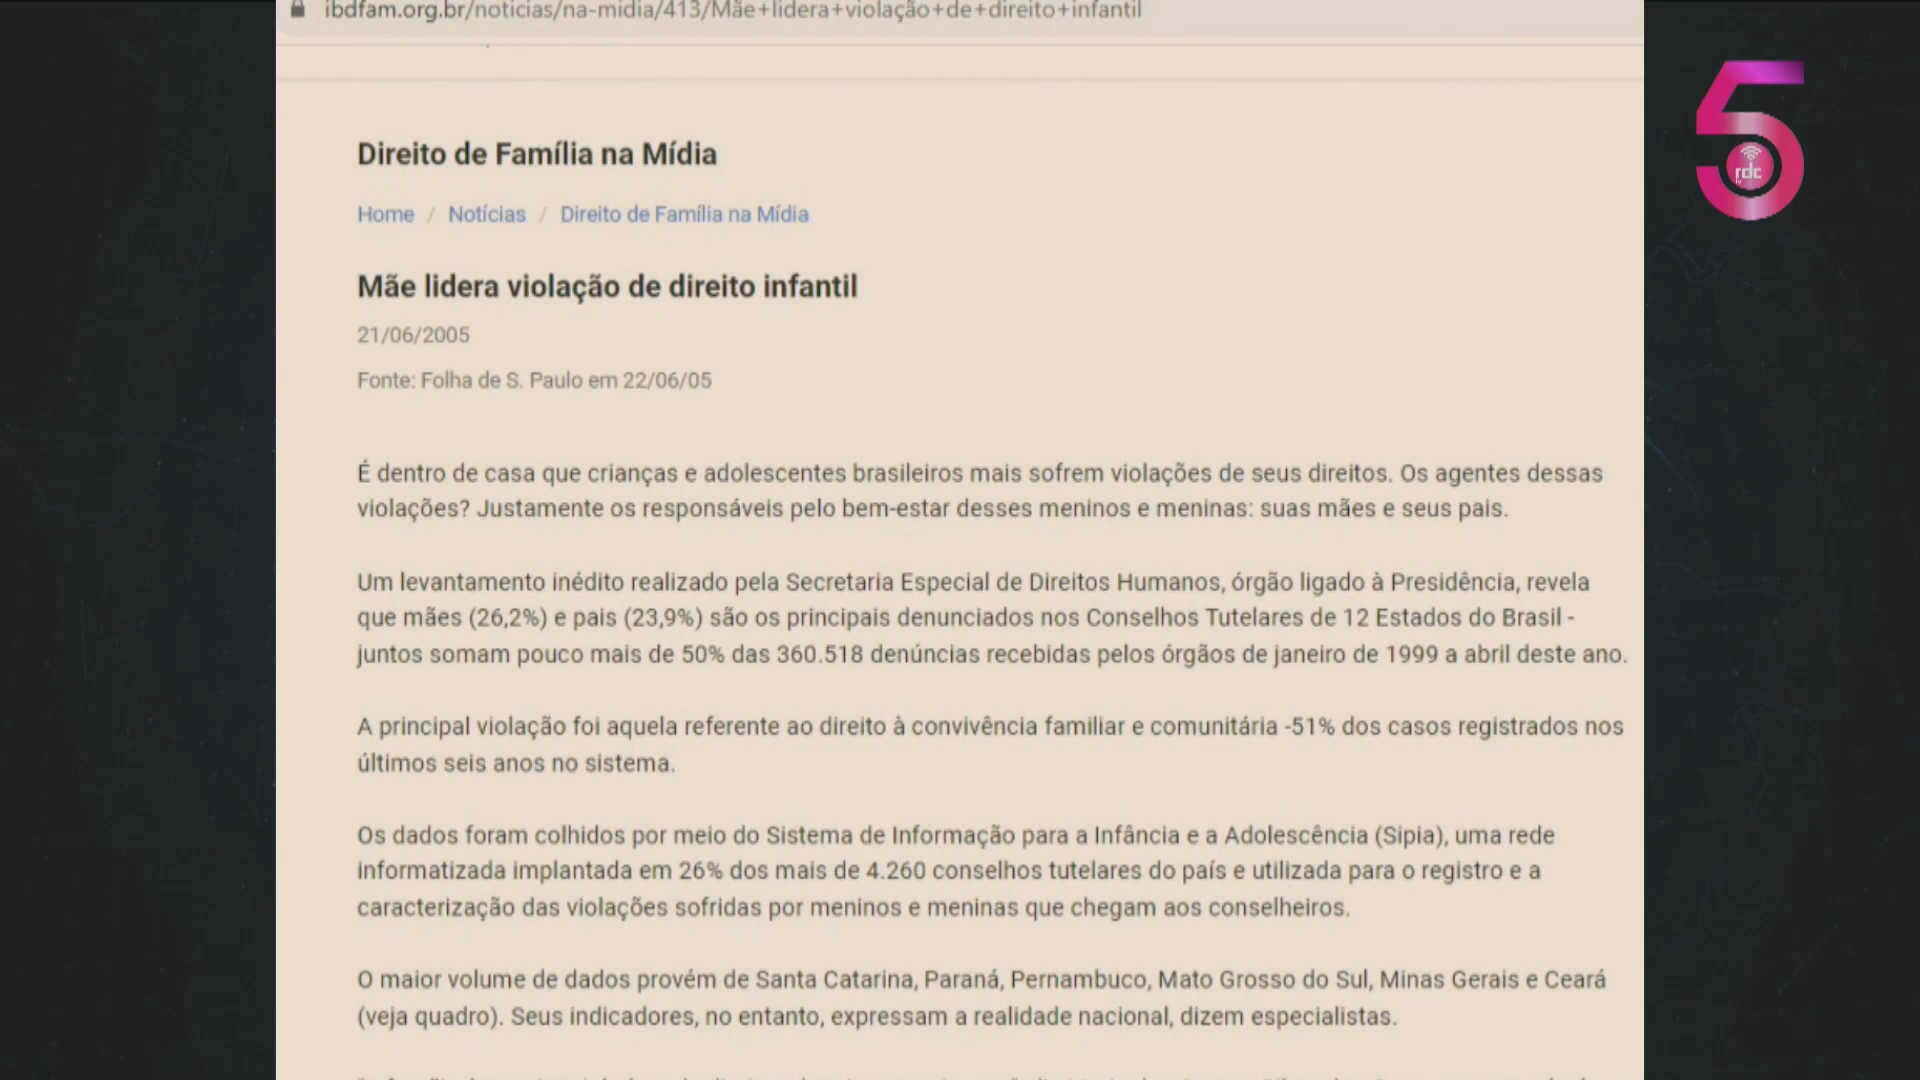 ibdfam.org.br/noticias/na-midia/413/Mãe+lidera+violação+de+direito+infantil
Direito de Família na Mídia
Home / Notícias / Direito de Família na Mídia
Mãe lidera violação de direito infantil
21/06/2005
Fonte: Folha de S. Paulo em 22/06/05
É dentro de casa que crianças e adolescentes brasileiros mais sofrem violações de seus direitos. Os agentes dessas
violações? Justamente os responsáveis pelo bem-estar desses meninos e meninas: suas mães e seus pais.
Um levantamento inédito realizado pela Secretaria Especial de Direitos Humanos, órgão ligado à Presidência, revela
que mães (26,2%) e pais (23,9%) são os principais denunciados nos Conselhos Tutelares de 12 Estados do Brasil -
juntos somam pouco mais de 50% das 360.518 denúncias recebidas pelos órgãos de janeiro de 1999 a abril deste ano.
A principal violação foi aquela referente ao direito à convivência familiar e comunitária -51% dos casos registrados nos
últimos seis anos no sistema.
Os dados foram colhidos por meio do Sistema de Informação para a Infância e a Adolescência (Sipia), uma rede
informatizada implantada em 26% dos mais de 4.260 conselhos tutelares do país e utilizada para o registro e a
caracterização das violações sofridas por meninos e meninas que chegam aos conselheiros.
O maior volume de dados provém de Santa Catarina, Paraná, Pernambuco, Mato Grosso do Sul, Minas Gerais e Ceará
(veja quadro). Seus indicadores, no entanto, expressam a realidade nacional, dizem especialistas.
5
rdc
tv